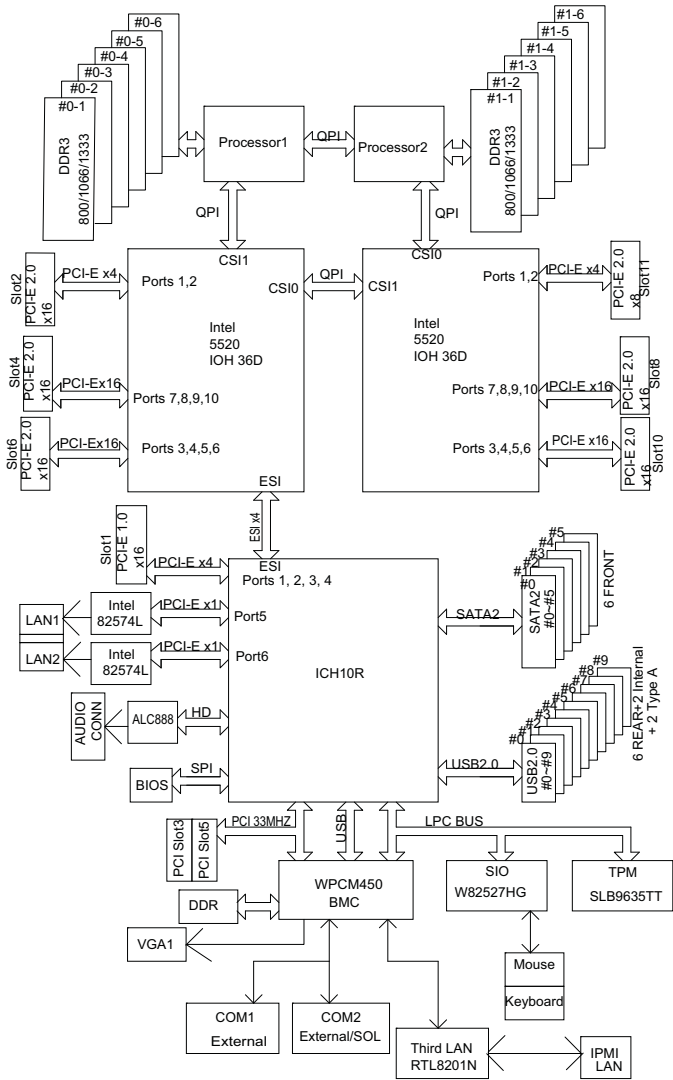 #0-6
#0-5
#0-4
#0-3
#0-2
#0-1
DDR3
800/1066/1333
Processor1
QPI
Processor2
#1-6
#1-5
#1-4
#1-3
#1-2
#1-1
DDR3
800/1066/1333
QPI
QPI
Slot2
PCI-E 2.0
x16
PCI-E x4
CSI1
Ports 1,2
CSI0
Intel
5520
IOH 36D
QPI
CSI0
CSI1
Ports 1,2
Intel
5520
IOH 36D
PCI-E x4
PCI-E 2.0
x8
Slot11
Slot4
PCI-E 2.0
x16
PCI-Ex16
Ports 7,8,9,10
Ports 7,8,9,10
PCI-E x16
PCI-E 2.0
x16
Slot8
Slot6
PCI-E 2.0
x16
PCI-Ex16
Ports 3,4,5,6
Ports 3,4,5,6
PCI-E x16
PCI-E 2.0
x16
Slot10
ESI
ESI x4
ESI
Slot1
PCI-E 1.0
x16
PCI-E x4
Ports 1, 2, 3, 4
LAN1
Intel
82574L
PCI-E x1
Port5
LAN2
Intel
82574L
PCI-E x1
Port6
ICH10R
SATA2
#5
#4
#3
#2
#1
#0
SATA2
#0~#5
6 FRONT
AUDIO
CONN
ALC888
HD
BIOS
SPI
USB2.0
#9
#8
#7
#6
#5
#4
#3
#2
#1
#0
USB2.0
#0~#9
6 REAR+2 Internal
+ 2 Type A
PCI Slot3
PCI Slot5
PCI 33MHZ
USB
LPC BUS
WPCM450
BMC
SIO
W82527HG
TPM
SLB9635TT
DDR
VGA1
Mouse
Keyboard
COM1
External
COM2
External/SOL
Third LAN
RTL8201N
IPMI
LAN